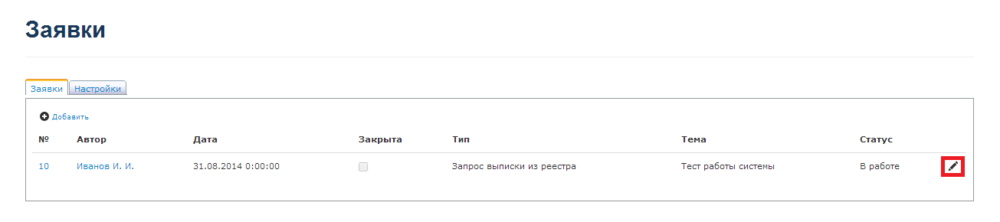 Заявки
Заявки Настройки
Добавить
№ Автор Дата Закрыта Тип Тема Статус
10 Иванов И. И. 31.08.2014 0:00:00 Запрос выписки из реестра Тест работы системы В работе